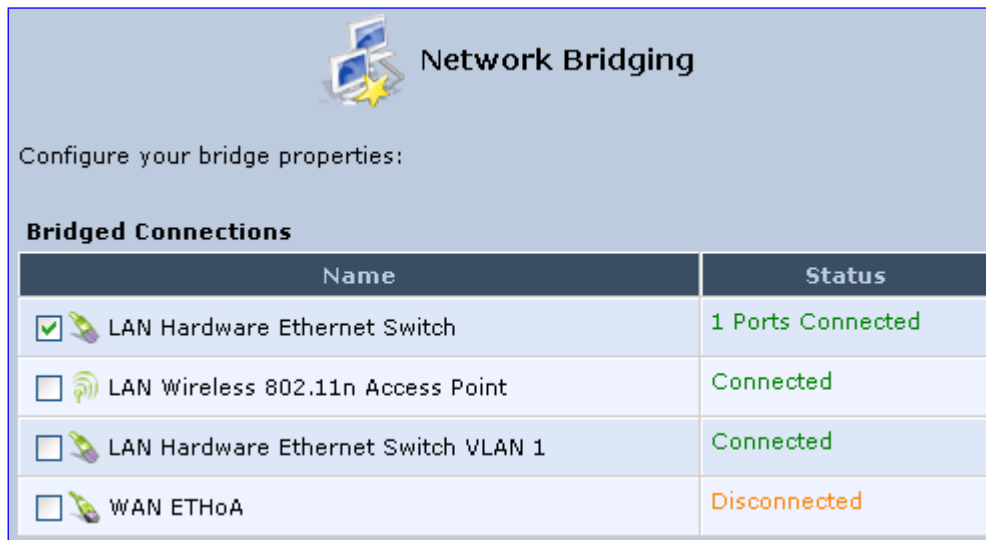 Network Bridging
Configure your bridge properties:
Bridged Connections
Name Status
LAN Hardware Ethernet Switch 1 Ports Connected
LAN Wireless 802.11n Access Point Connected
LAN Hardware Ethernet Switch VLAN 1 Connected
WAN ETHoA Disconnected